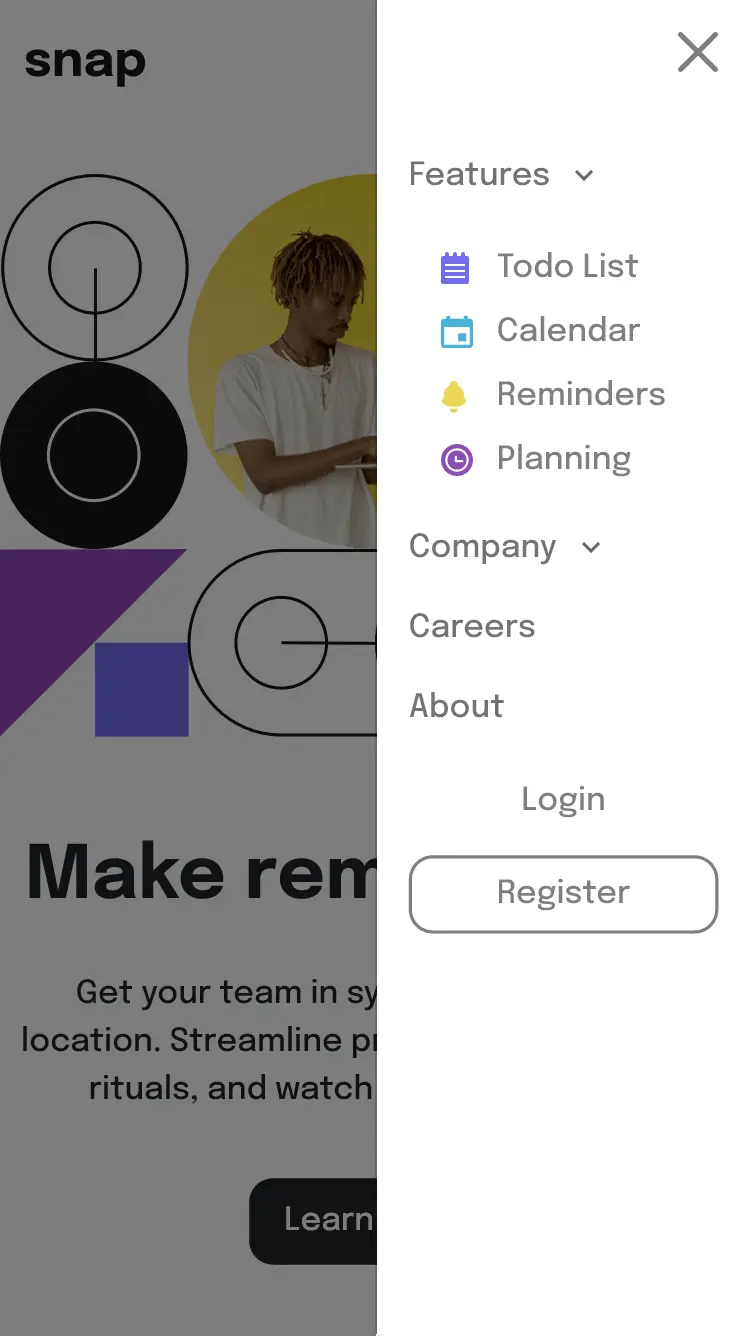 snap
Features
Todo List
Calendar
Reminders
Planning
Company
Careers
About
Login
Register
Make rem
Get your team in sy
location. Streamline pr
rituals, and watch
Learn